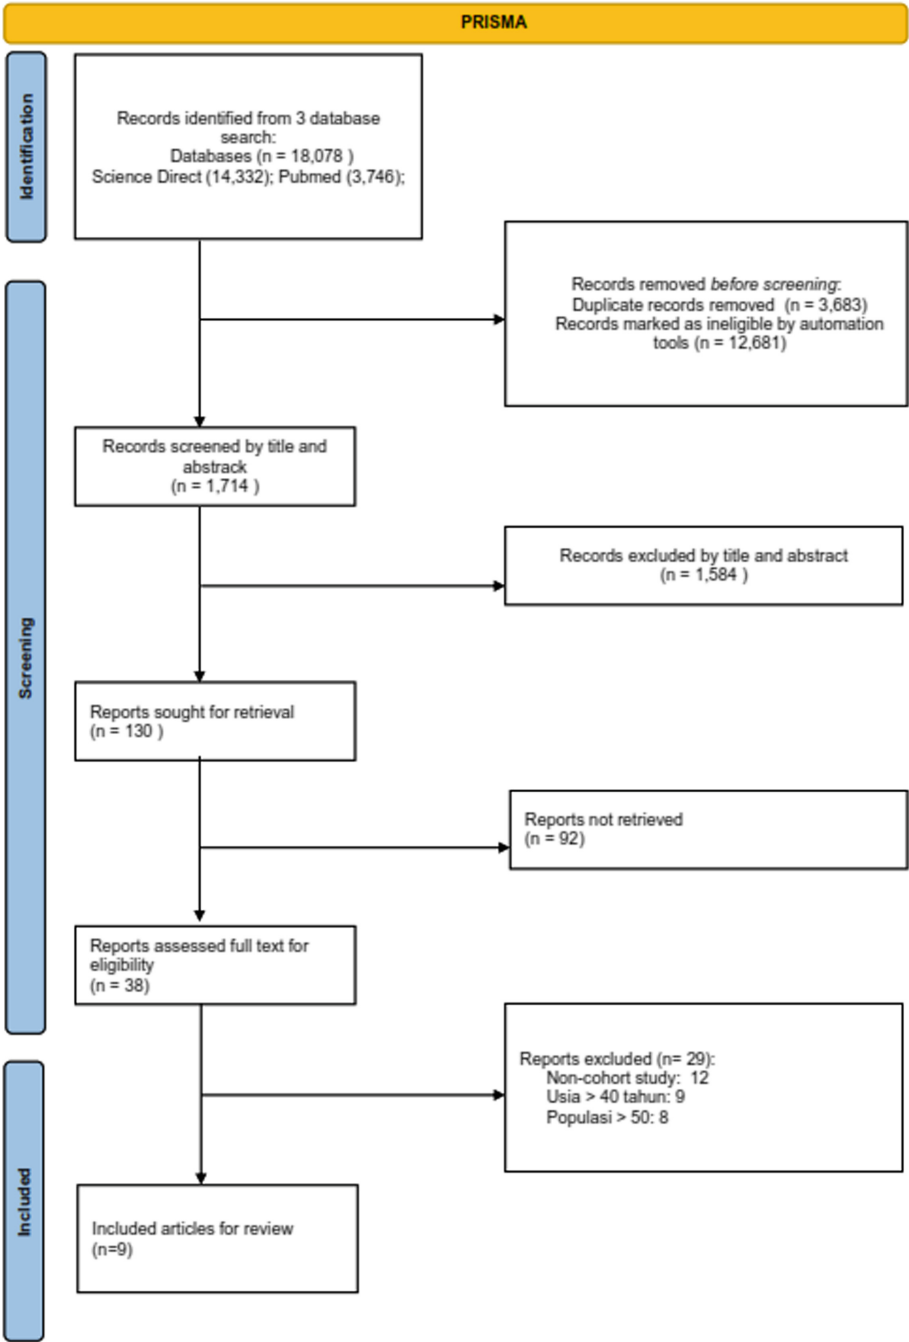 PRISMA
Identification
Records identified from 3 database
search:
Databases (n = 18,078 )
Science Direct (14,332); Pubmed (3,746);
Records removed before screening:
Duplicate records removed  (n = 3,683)
Records marked as ineligible by automation
tools (n = 12,681)
Screening
Records screened by title and
abstrack
(n = 1,714 )
Records excluded by title and abstract
(n = 1,584 )
Reports sought for retrieval
(n = 130 )
Reports not retrieved
(n = 92)
Reports assessed full text for
eligibility
(n = 38)
Reports excluded (n= 29):
Non-cohort study:  12
Usia > 40 tahun: 9
Populasi > 50: 8
Included
Included articles for review
(n=9)